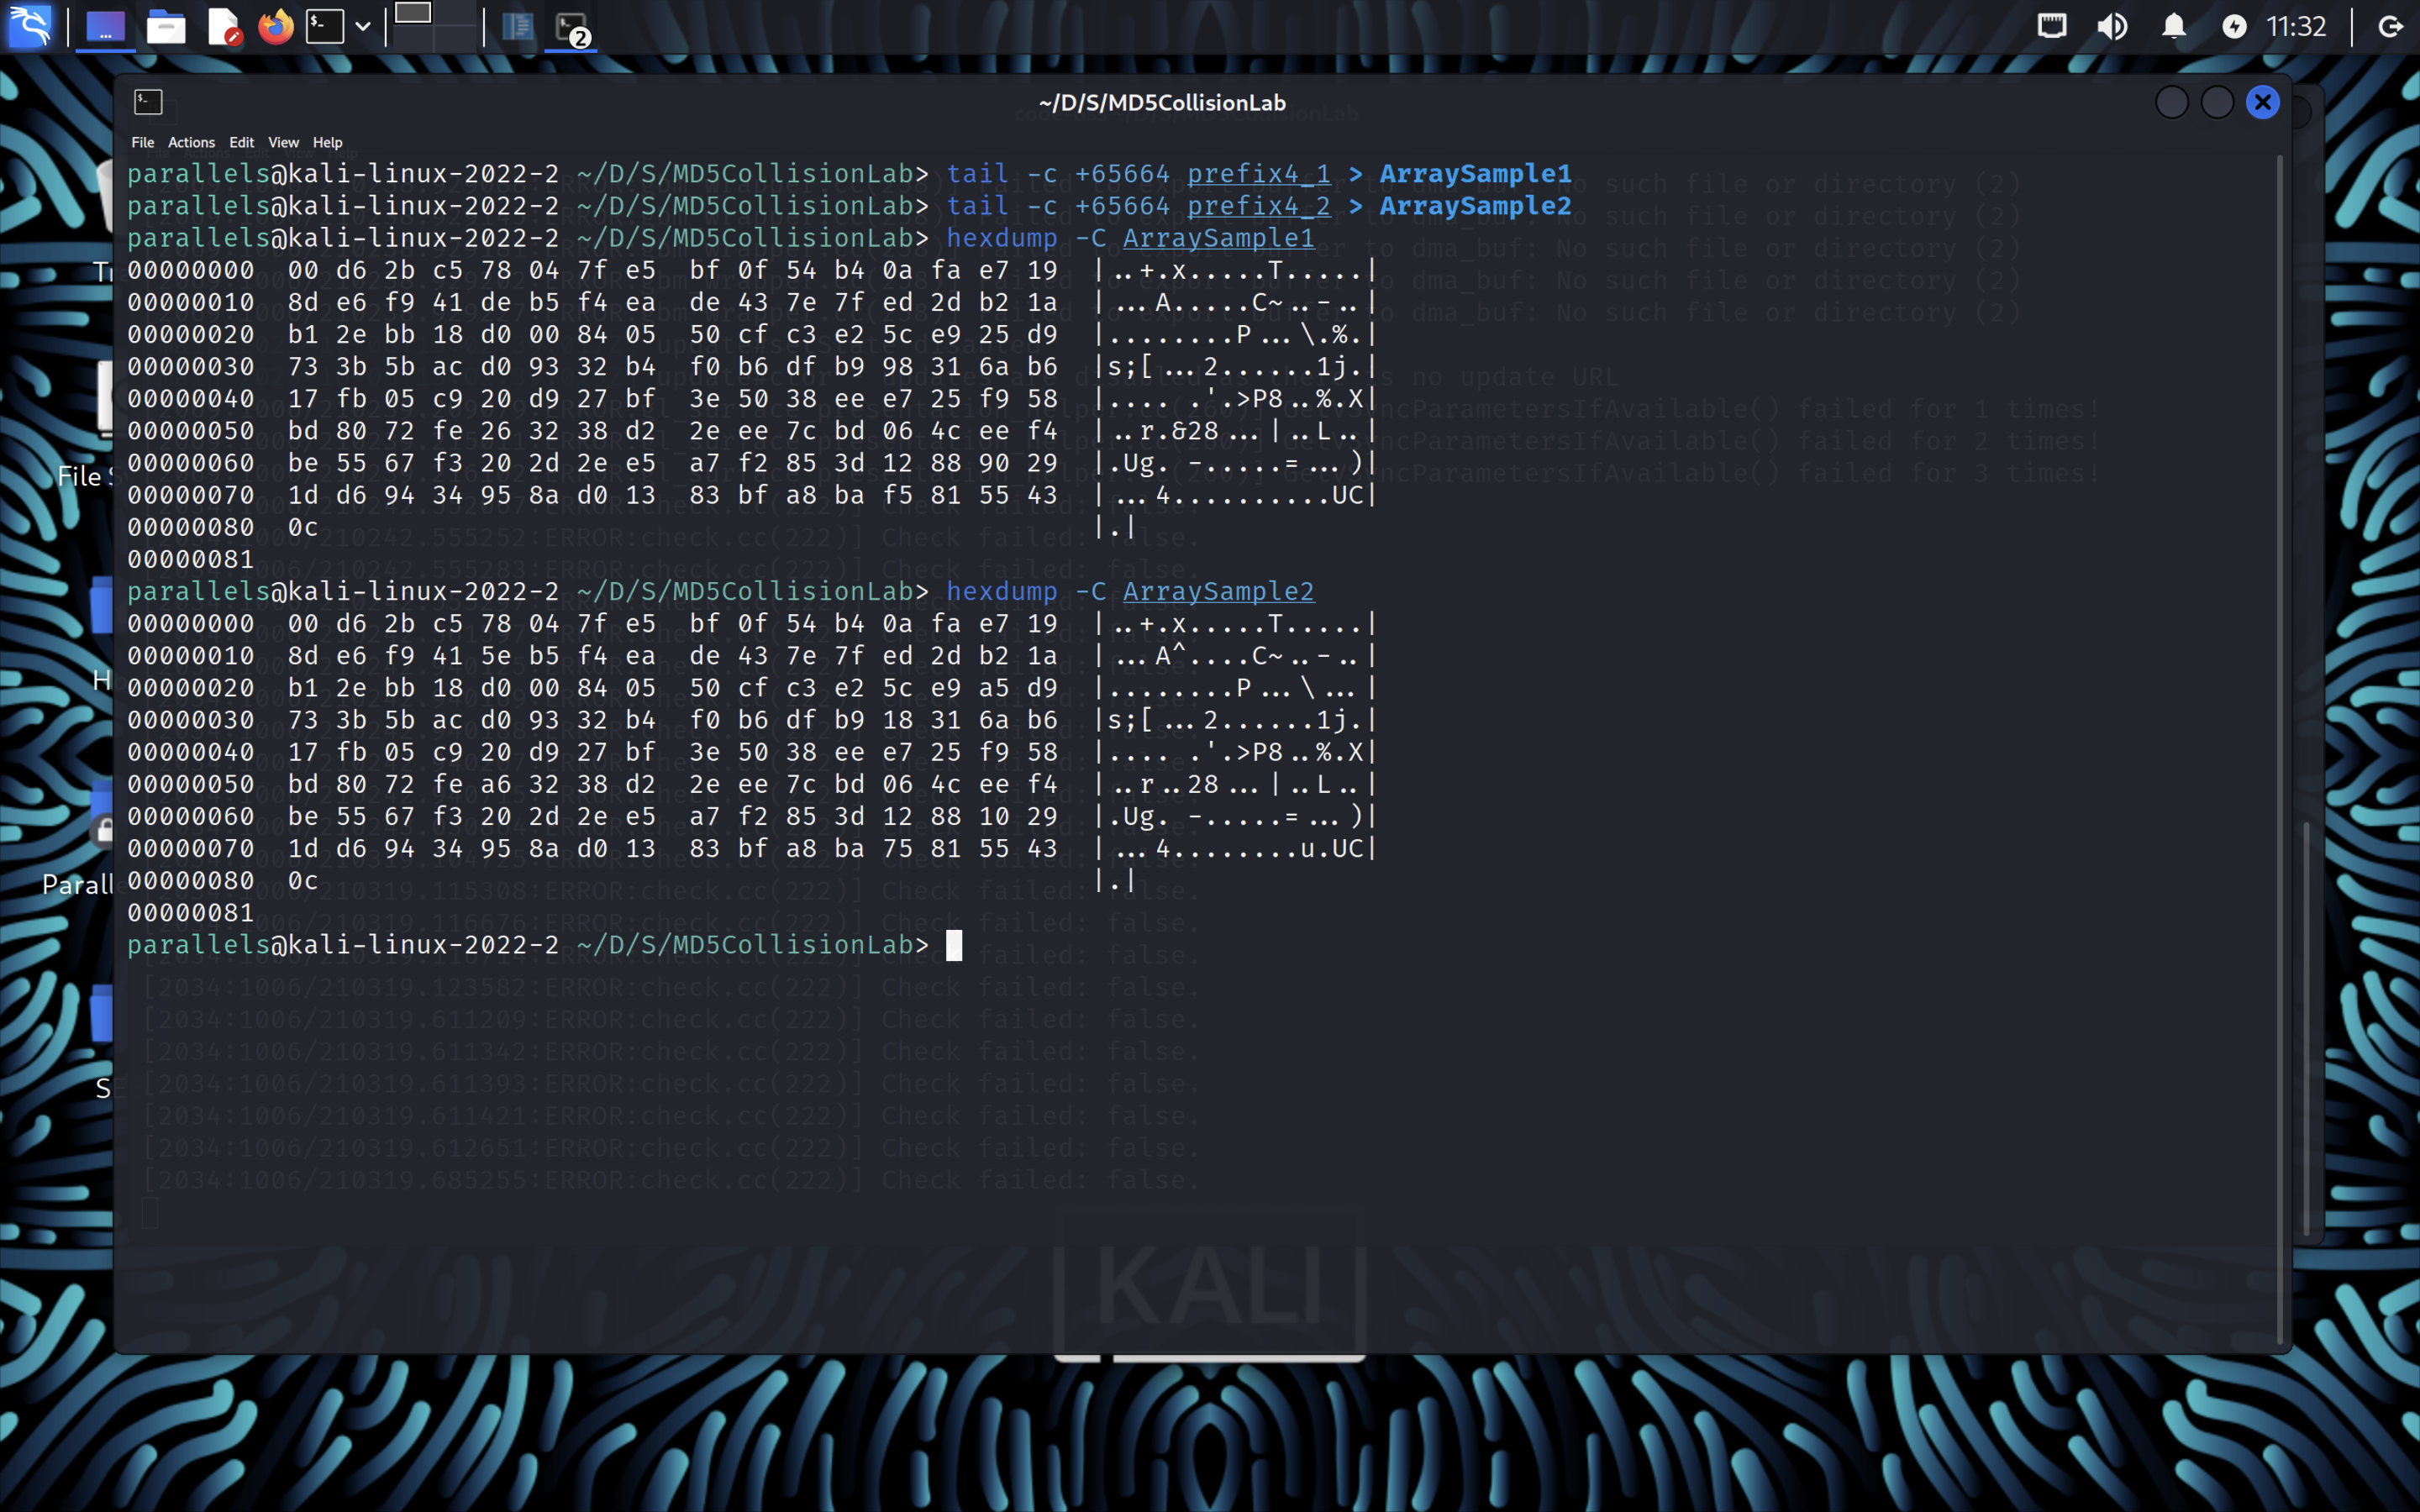 11:32
2
~/D/S/MD5CollisionLab
File Actions Edit View Help
parallels@kali-linux-2022-2 ~/D/S/MD5CollisionLab> tail -c +65664 prefix4_1 > ArraySample1
parallels@kali-linux-2022-2 ~/D/S/MD5CollisionLab> tail -c +65664 prefix4_2 > ArraySample2
parallels@kali-linux-2022-2 ~/D/S/MD5CollisionLab> hexdump -C ArraySample1
00000000  00 d6 2b c5 78 04 7f e5  bf 0f 54 b4 0a fa e7 19  |..+.x.....T.....|
00000010  8d e6 f9 41 de b5 f4 ea  de 43 7e 7f ed 2d b2 1a  |...A.....C~..-..|
00000020  b1 2e bb 18 d0 00 84 05  50 cf c3 e2 5c e9 25 d9  |........P...\.%.|
00000030  73 3b 5b ac d0 93 32 b4  f0 b6 df b9 98 31 6a b6  |s;[...2......1j.|
00000040  17 fb 05 c9 20 d9 27 bf  3e 50 38 ee e7 25 f9 58  |.... .'.>P8..%.X|
00000050  bd 80 72 fe 26 32 38 d2  2e ee 7c bd 06 4c ee f4  |..r.&28...|..L..|
00000060  be 55 67 f3 20 2d 2e e5  a7 f2 85 3d 12 88 90 29  |.Ug. -.....=...)|
00000070  1d d6 94 34 95 8a d0 13  83 bf a8 ba f5 81 55 43  |...4..........UC|
00000080  0c                                                |.|
00000081
parallels@kali-linux-2022-2 ~/D/S/MD5CollisionLab> hexdump -C ArraySample2
00000000  00 d6 2b c5 78 04 7f e5  bf 0f 54 b4 0a fa e7 19  |..+.x.....T.....|
00000010  8d e6 f9 41 5e b5 f4 ea  de 43 7e 7f ed 2d b2 1a  |...A^....C~..-..|
00000020  b1 2e bb 18 d0 00 84 05  50 cf c3 e2 5c e9 a5 d9  |........P...\...|
00000030  73 3b 5b ac d0 93 32 b4  f0 b6 df b9 18 31 6a b6  |s;[...2......1j.|
00000040  17 fb 05 c9 20 d9 27 bf  3e 50 38 ee e7 25 f9 58  |.... .'.>P8..%.X|
00000050  bd 80 72 fe a6 32 38 d2  2e ee 7c bd 06 4c ee f4  |..r..28...|..L..|
00000060  be 55 67 f3 20 2d 2e e5  a7 f2 85 3d 12 88 10 29  |.Ug. -.....=...)|
00000070  1d d6 94 34 95 8a d0 13  83 bf a8 ba 75 81 55 43  |...4........u.UC|
00000080  0c                                                |.|
00000081
parallels@kali-linux-2022-2 ~/D/S/MD5CollisionLab>
[2034:1006/210319.123582:ERROR:check.cc(222)] Check failed: false.
[2034:1006/210319.611209:ERROR:check.cc(222)] Check failed: false.
[2034:1006/210319.611342:ERROR:check.cc(222)] Check failed: false.
[2034:1006/210319.611393:ERROR:check.cc(222)] Check failed: false.
[2034:1006/210319.611421:ERROR:check.cc(222)] Check failed: false.
[2034:1006/210319.612651:ERROR:check.cc(222)] Check failed: false.
[2034:1006/210319.685255:ERROR:check.cc(222)] Check failed: false.
KALI